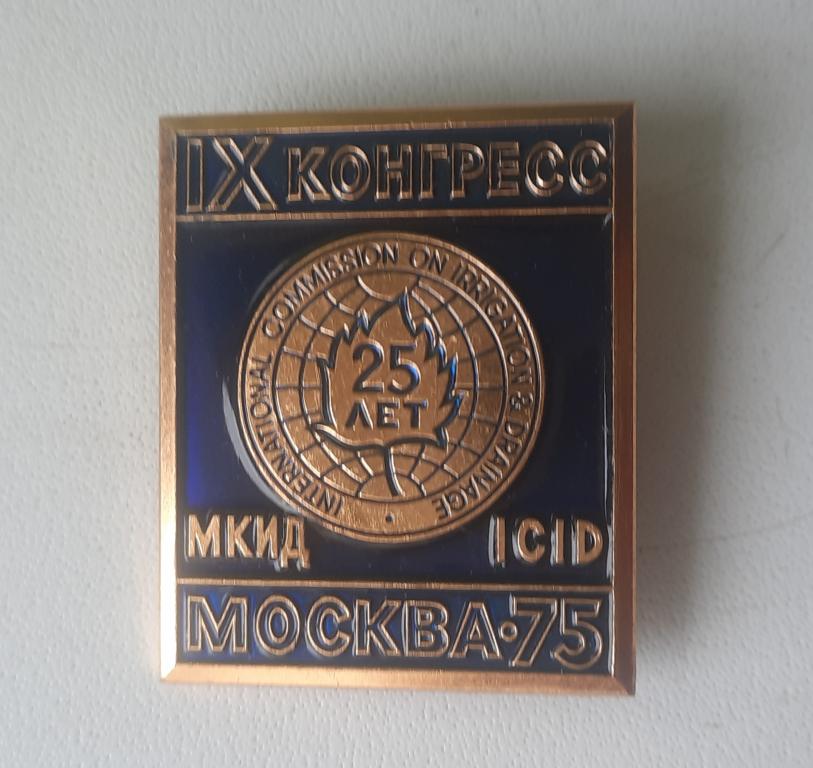 IX КОНГРЕСС
INTERNATIONAL COMMISSION ON IRRIGATION & DRAINAGE
25
ЛЕТ
МКИД ICID
МОСКВА·75